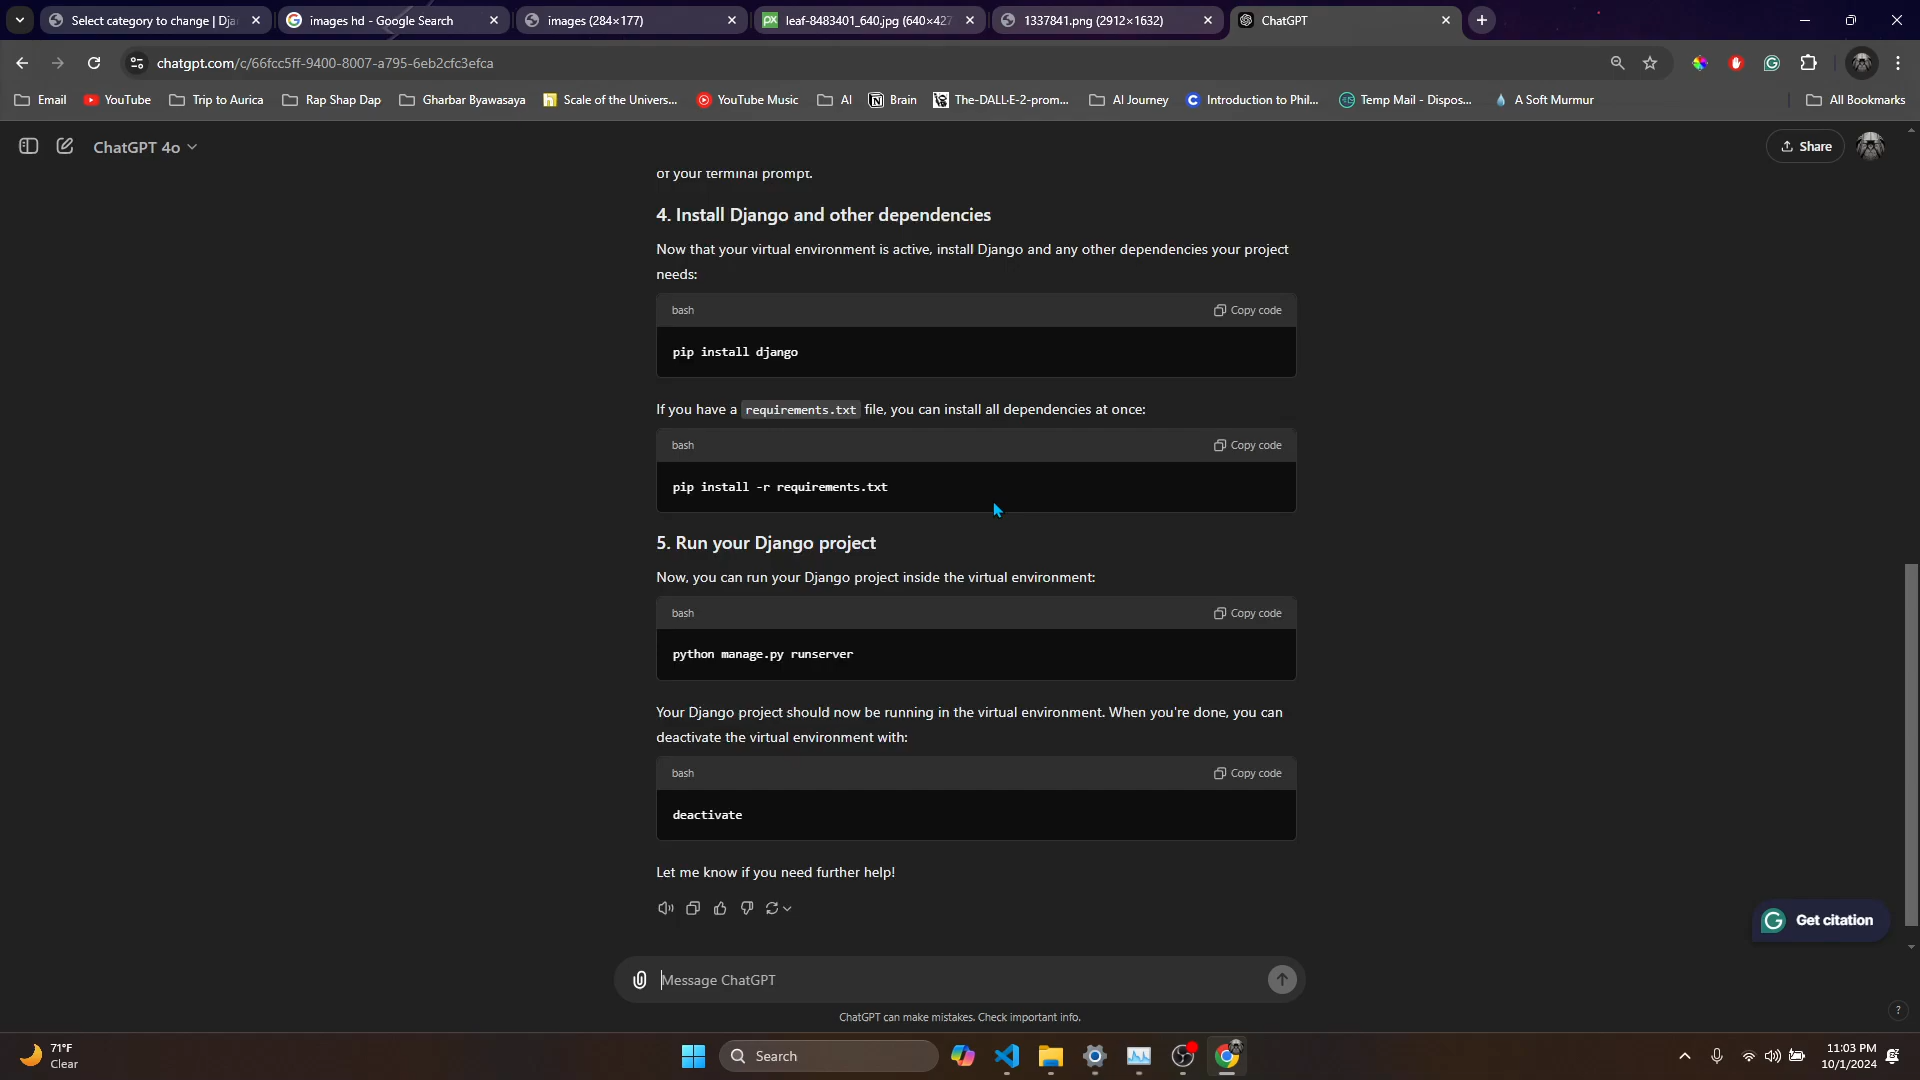 Select category to change | Dja
images hd - Google Search
images (284×177)
leaf-8483401_640.jpg (640×427
1337841.png (2912×1632)
ChatGPT
chatgpt.com/c/66fcc5ff-9400-8007-a795-6eb2cfc3efca
Email
YouTube
Trip to Aurica
Rap Shap Dap
Gharbar Byawasaya
Scale of the Univers...
YouTube Music
AI
Brain
The-DALL-E-2-prom...
AI Journey
Introduction to Phil...
Temp Mail - Dispos...
A Soft Murmur
All Bookmarks
ChatGPT 4o
Share
of your terminal prompt.
4. Install Django and other dependencies
Now that your virtual environment is active, install Django and any other dependencies your project
needs:
bash
Copy code
pip install django
If you have a requirements.txt file, you can install all dependencies at once:
bash
Copy code
pip install -r requirements.txt
5. Run your Django project
Now, you can run your Django project inside the virtual environment:
bash
Copy code
python manage.py runserver
Your Django project should now be running in the virtual environment. When you're done, you can
deactivate the virtual environment with:
bash
Copy code
deactivate
Let me know if you need further help!
Get citation
Message ChatGPT
ChatGPT can make mistakes. Check important info.
?
71°F
Clear
Search
11:03 PM
10/1/2024